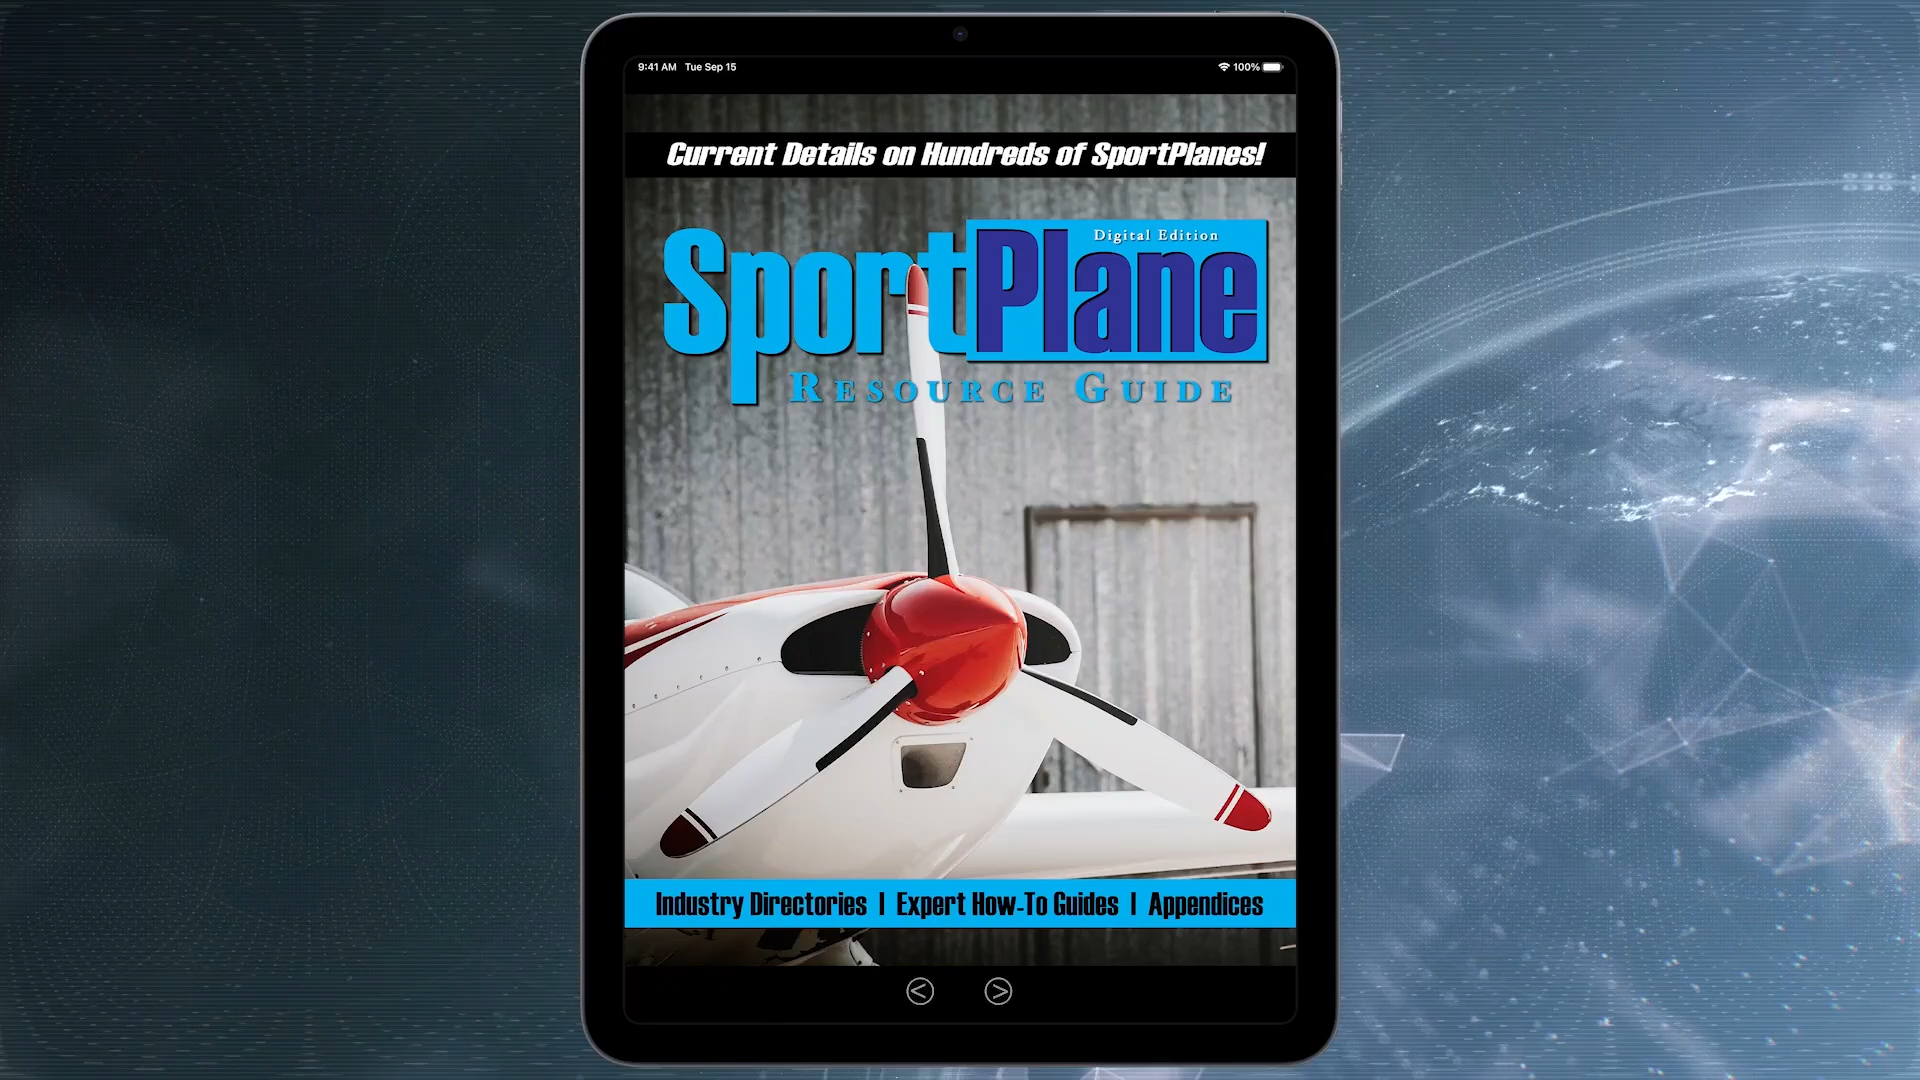 9:41 AM Tue Sep 15
100%
Current Details on Hundreds of SportPlanes!
Digital Edition
SportPlane
Resource Guide
Industry Directories | Expert How-To Guides | Appendices
< >